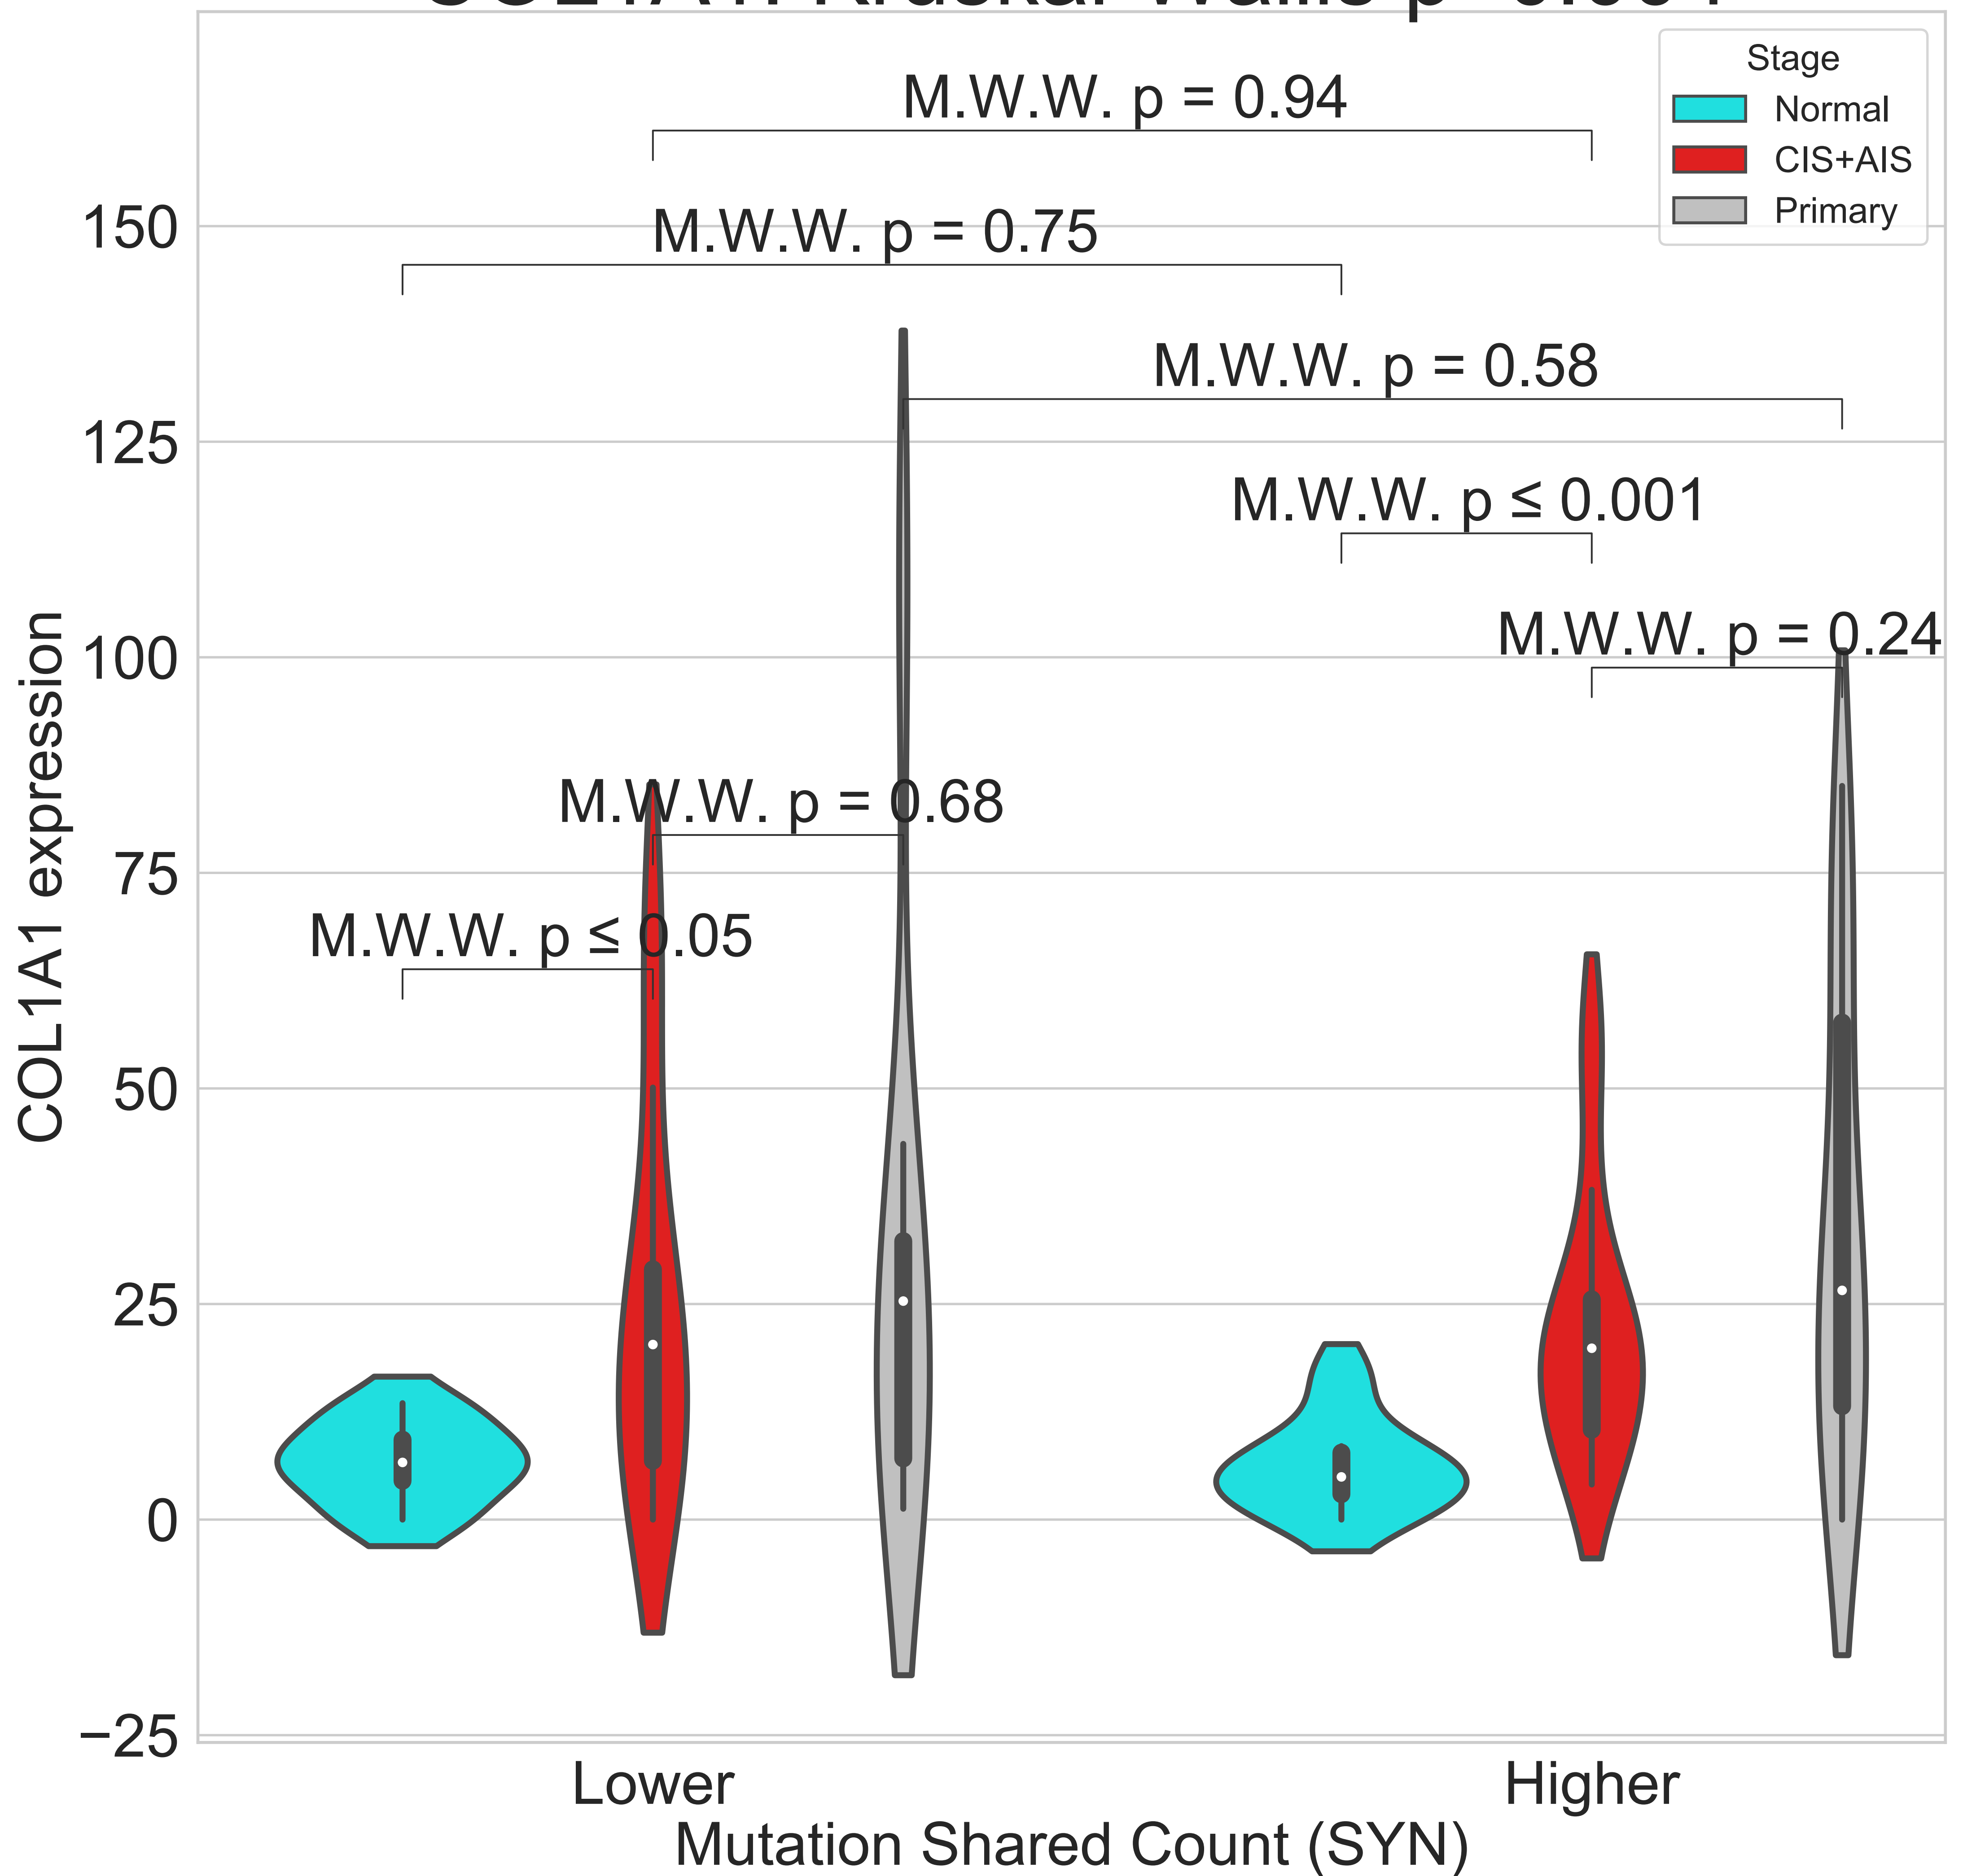 Stage
Normal
CIS+AIS
Primary
M.W.W. p = 0.94
M.W.W. p = 0.75
M.W.W. p = 0.58
M.W.W. p ≤ 0.001
M.W.W. p = 0.24
M.W.W. p = 0.68
M.W.W. p ≤ 0.05
150
125
100
75
50
25
0
−25
COL1A1 expression
Lower
Higher
Mutation Shared Count (SYN)